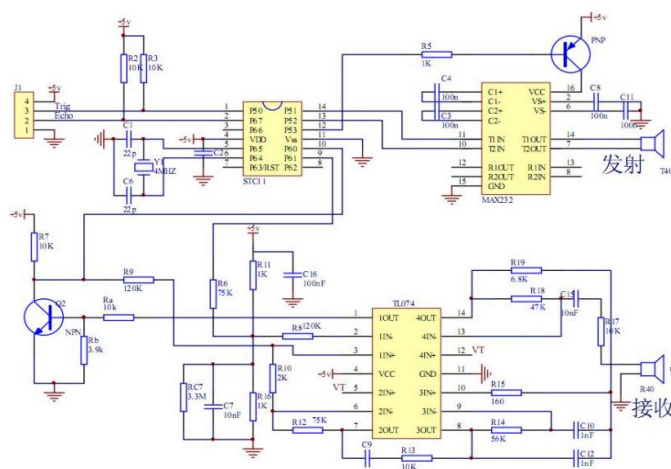 +5v
+5v
R2
10K
R3
10K
R5
1K
PNP
J1
+5v
4
3
2
1
Trig
Echo
1
2
3
4
5
6
7
P50
P67
P66
VDD
P65
P64
P63/RST
P51
P52
P53
Vss
P60
P61
P62
14
13
12
11
10
9
8
STC11
C1
22p
Y1
4MHZ
C6
22p
+5v
C2
C4
100n
C3
100n
C1+
C1-
C2+
C2-
T1IN
T2IN
R1OUT
R2OUT
GND
VCC
VS+
VS-
T1OUT
T2OUT
R1IN
R2IN
11
10
12
9
15
16
2
6
14
7
13
8
MAX232
C8
100n
C11
100n
发射
T40
+5v
R7
10K
R9
120K
Q2
NPN
Ra
10k
Rb
3.9k
R6
75K
+5v
R11
1K
C16
100nF
R8
120K
R10
2K
RC7
3.3M
C7
10nF
R16
1K
R12
75K
+5v
VT
1
2
3
4
5
6
7
1OUT
1IN-
1IN+
VCC
2IN+
2IN-
2OUT
TL074
4OUT
4IN-
4IN+
GND
3IN+
3IN-
3OUT
14
13
12
11
10
9
8
VT
R19
6.8K
R18
47K
C15
10nF
R17
10K
R15
160
R14
56K
C10
1nF
C9
R13
10K
C12
1nF
R40
接收